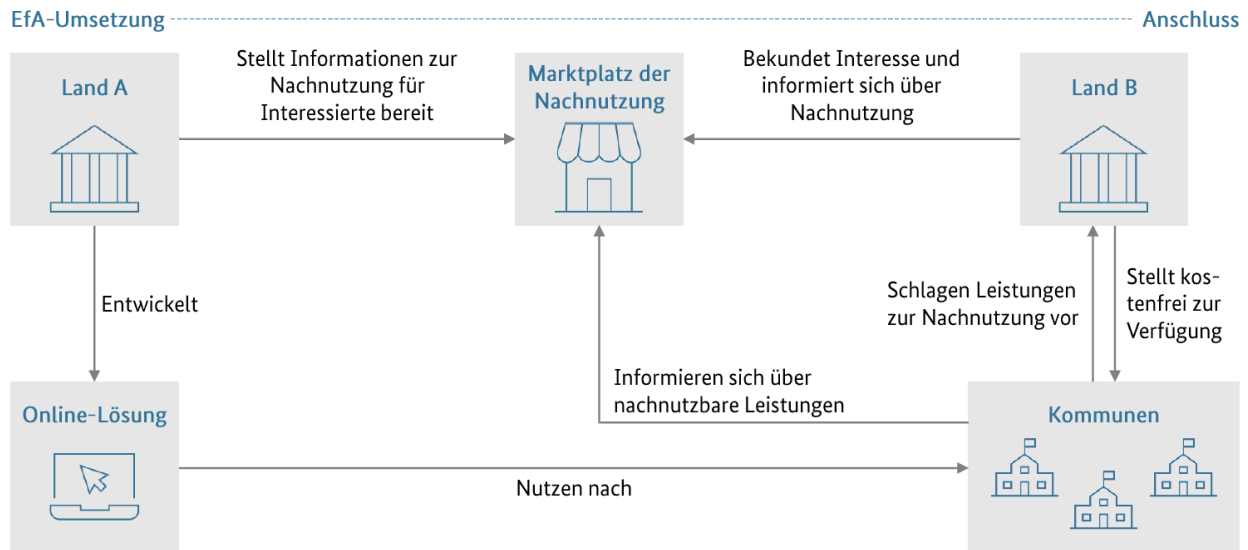 EfA-Umsetzung
Anschluss
Land A
Stellt Informationen zur
Nachnutzung für
Interessierte bereit
Marktplatz der
Nachnutzung
Bekundet Interesse und
informiert sich über
Nachnutzung
Land B
Entwickelt
Schlagen Leistungen
zur Nachnutzung vor
Stellt kos-
tenfrei zur
Verfügung
Informieren sich über
nachnutzbare Leistungen
Online-Lösung
Kommunen
Nutzen nach